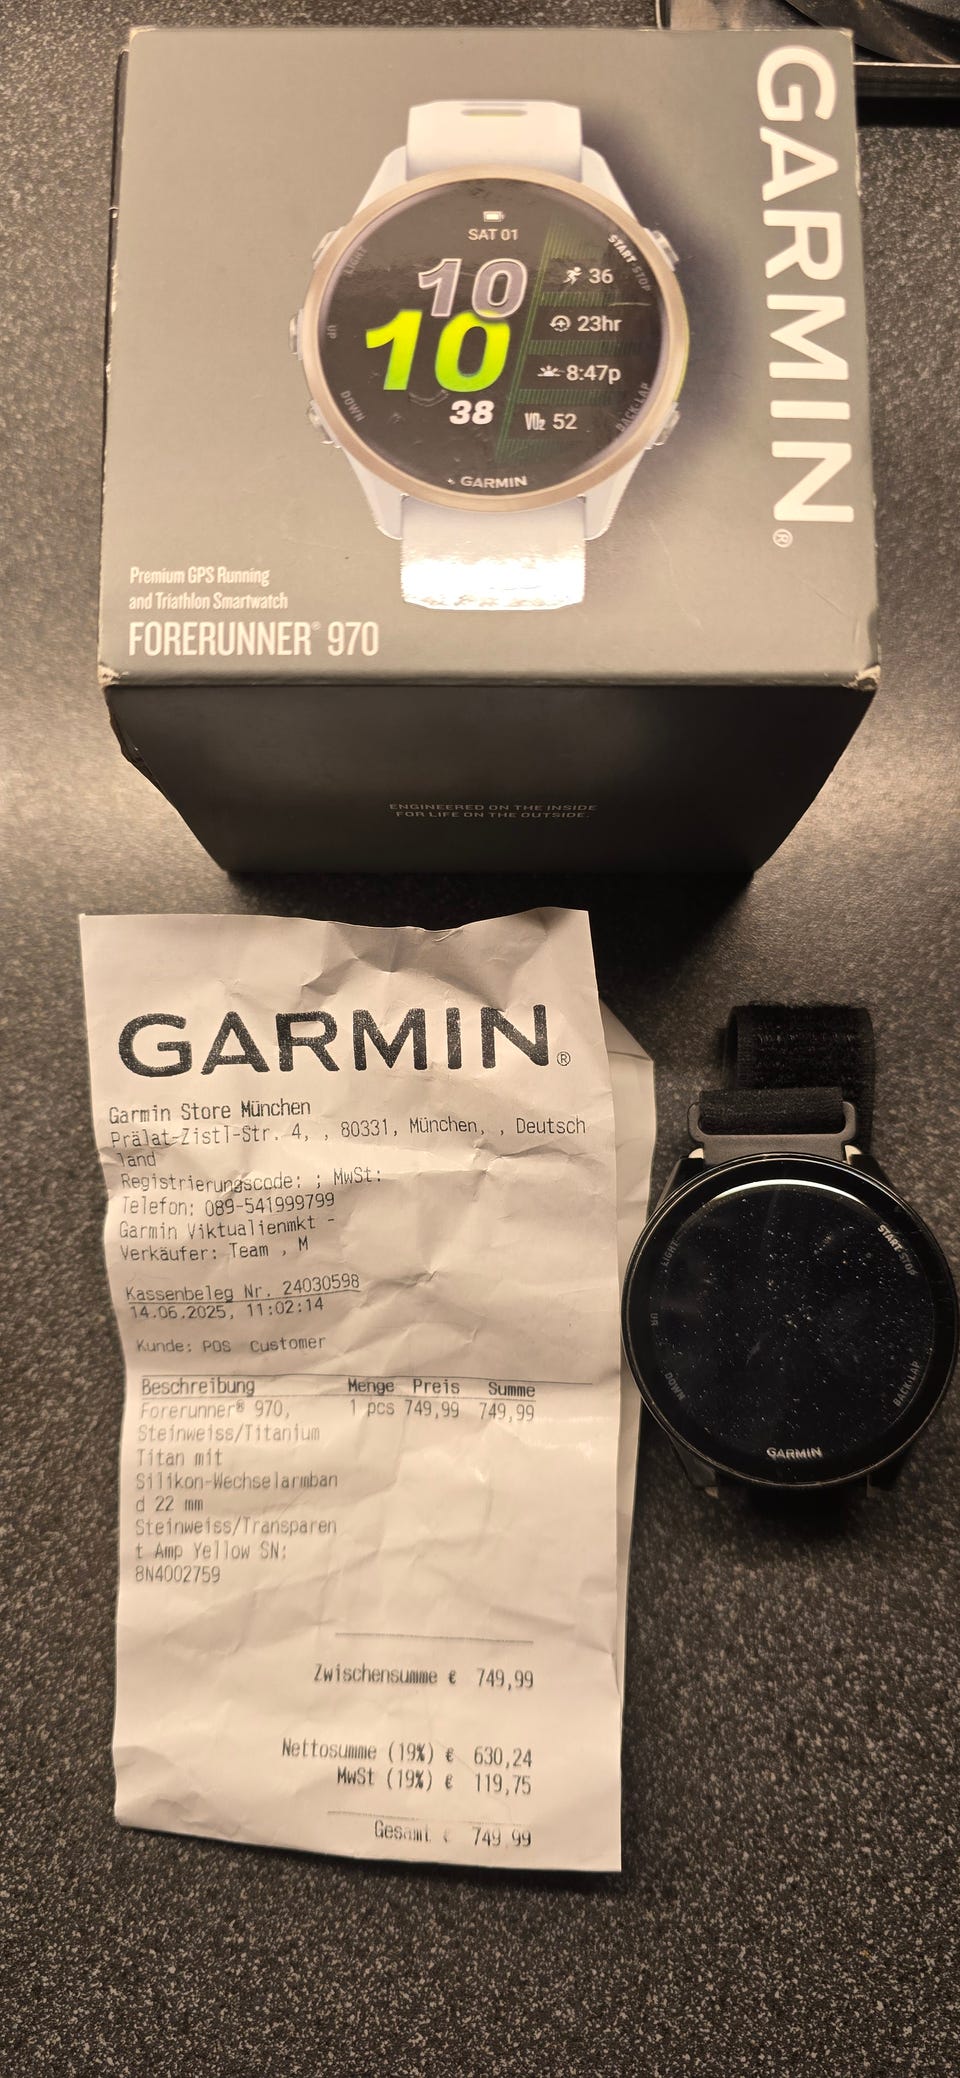 GARMIN®
SAT 01
10
10
38
36
23hr
8:47p
VO₂ 52
LIGHT
UP
DOWN
START·STOP
BACK·LAP
GARMIN
Premium GPS Running
and Triathlon Smartwatch
FORERUNNER® 970
ENGINEERED ON THE INSIDE
FOR LIFE ON THE OUTSIDE.
GARMIN®
Garmin Store München
Prälat-Zistl-Str. 4, , 80331, München, , Deutsch
land
Registrierungscode: ; MwSt:
Telefon: 089-541999799
Garmin Viktualienmkt -
Verkäufer: Team , M
Kassenbeleg Nr. 24030598
14.06.2025, 11:02:14
Kunde: POS Customer
Beschreibung Menge Preis Summe
Forerunner® 970, 1 pcs 749,99 749,99
Steinweiss/Titanium
Titan mit
Silikon-Wechselarmban
d 22 mm
Steinweiss/Transparen
t Amp Yellow SN:
8N4002759
Zwischensumme € 749,99
Nettosumme (19%) € 630,24
MwSt (19%) € 119,75
Gesamt € 749,99
LIGHT
UP
DOWN
START·STOP
BACK·LAP
GARMIN